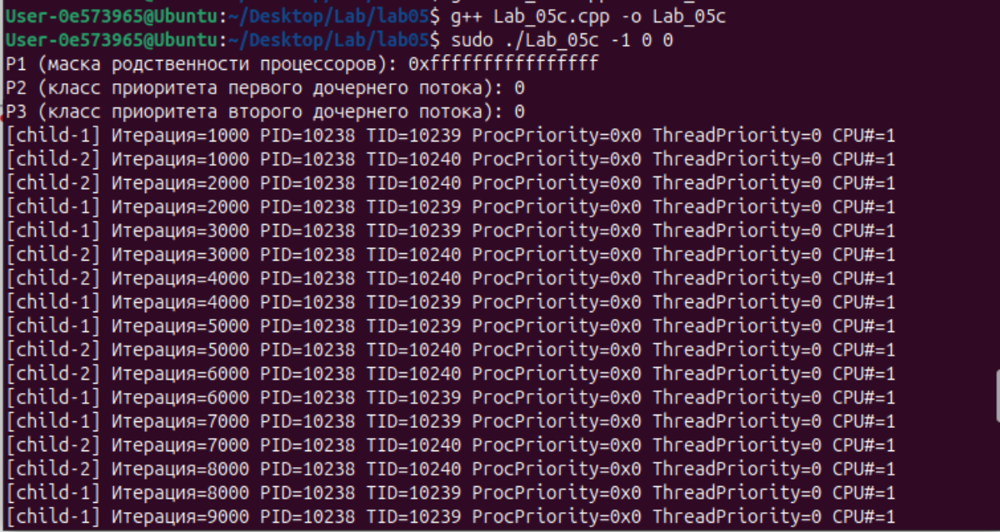 User-0e573965@Ubuntu:~/Desktop/Lab/lab05$ g++ Lab_05c.cpp -o Lab_05c
User-0e573965@Ubuntu:~/Desktop/Lab/lab05$ sudo ./Lab_05c -1 0 0
P1 (маска родственности процессоров): 0xffffffffffffffff
P2 (класс приоритета первого дочернего потока): 0
P3 (класс приоритета второго дочернего потока): 0
[child-1] Итерация=1000 PID=10238 TID=10239 ProcPriority=0x0 ThreadPriority=0 CPU#=1
[child-2] Итерация=1000 PID=10238 TID=10240 ProcPriority=0x0 ThreadPriority=0 CPU#=1
[child-2] Итерация=2000 PID=10238 TID=10240 ProcPriority=0x0 ThreadPriority=0 CPU#=1
[child-1] Итерация=2000 PID=10238 TID=10239 ProcPriority=0x0 ThreadPriority=0 CPU#=1
[child-1] Итерация=3000 PID=10238 TID=10239 ProcPriority=0x0 ThreadPriority=0 CPU#=1
[child-2] Итерация=3000 PID=10238 TID=10240 ProcPriority=0x0 ThreadPriority=0 CPU#=1
[child-2] Итерация=4000 PID=10238 TID=10240 ProcPriority=0x0 ThreadPriority=0 CPU#=1
[child-1] Итерация=4000 PID=10238 TID=10239 ProcPriority=0x0 ThreadPriority=0 CPU#=1
[child-1] Итерация=5000 PID=10238 TID=10239 ProcPriority=0x0 ThreadPriority=0 CPU#=1
[child-2] Итерация=5000 PID=10238 TID=10240 ProcPriority=0x0 ThreadPriority=0 CPU#=1
[child-2] Итерация=6000 PID=10238 TID=10240 ProcPriority=0x0 ThreadPriority=0 CPU#=1
[child-1] Итерация=6000 PID=10238 TID=10239 ProcPriority=0x0 ThreadPriority=0 CPU#=1
[child-1] Итерация=7000 PID=10238 TID=10239 ProcPriority=0x0 ThreadPriority=0 CPU#=1
[child-2] Итерация=7000 PID=10238 TID=10240 ProcPriority=0x0 ThreadPriority=0 CPU#=1
[child-2] Итерация=8000 PID=10238 TID=10240 ProcPriority=0x0 ThreadPriority=0 CPU#=1
[child-1] Итерация=8000 PID=10238 TID=10239 ProcPriority=0x0 ThreadPriority=0 CPU#=1
[child-1] Итерация=9000 PID=10238 TID=10239 ProcPriority=0x0 ThreadPriority=0 CPU#=1